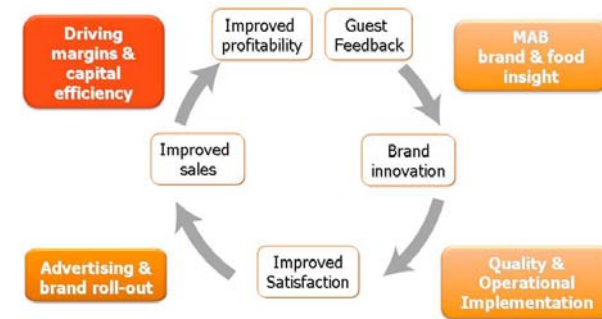 Driving
margins &
capital
efficiency
Improved
profitability
Guest
Feedback
MAB
brand & food
insight
Improved
sales
Brand
innovation
Advertising &
brand roll-out
Improved
Satisfaction
Quality &
Operational
Implementation